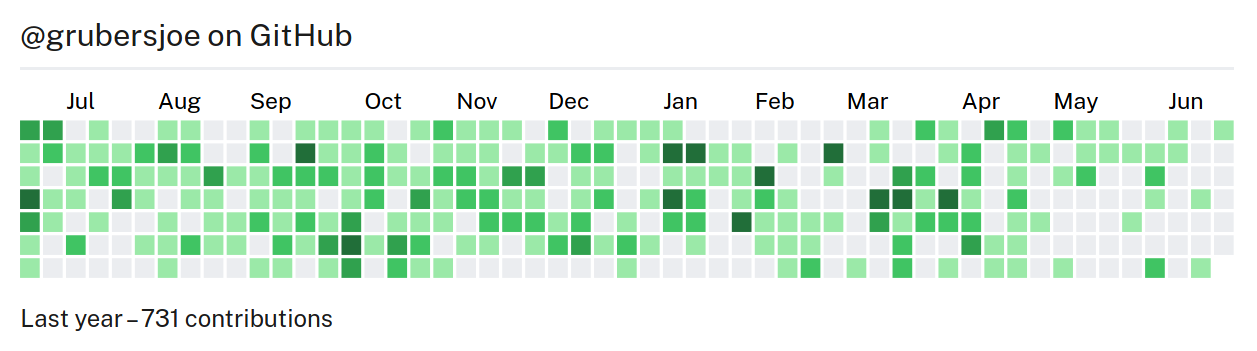 @grubersjoe on GitHub
Jul Aug Sep Oct Nov Dec Jan Feb Mar Apr May Jun
Last year – 731 contributions